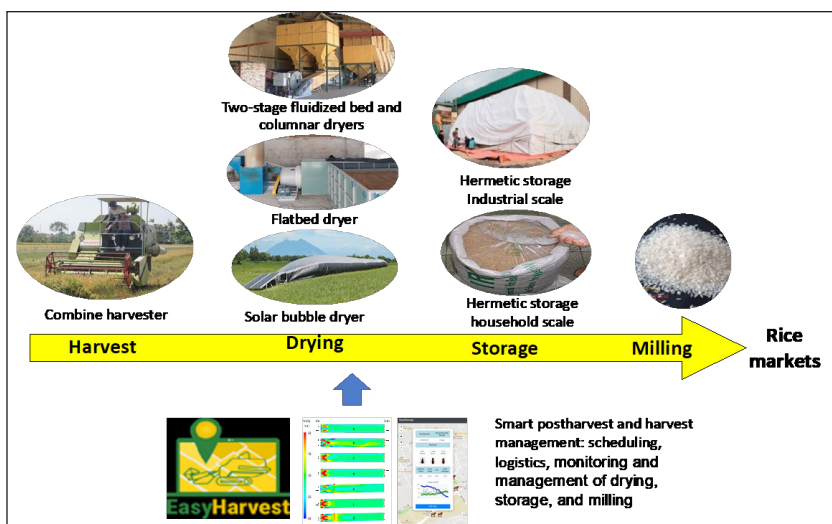 Two-stage fluidized bed and
columnar dryers
Hermetic storage
Industrial scale
Flatbed dryer
Combine harvester
Solar bubble dryer
Hermetic storage
household scale
Harvest
Drying
Storage
Milling
Rice
markets
EasyHarvest
Smart postharvest and harvest
management: scheduling,
logistics, monitoring and
management of drying,
storage, and milling